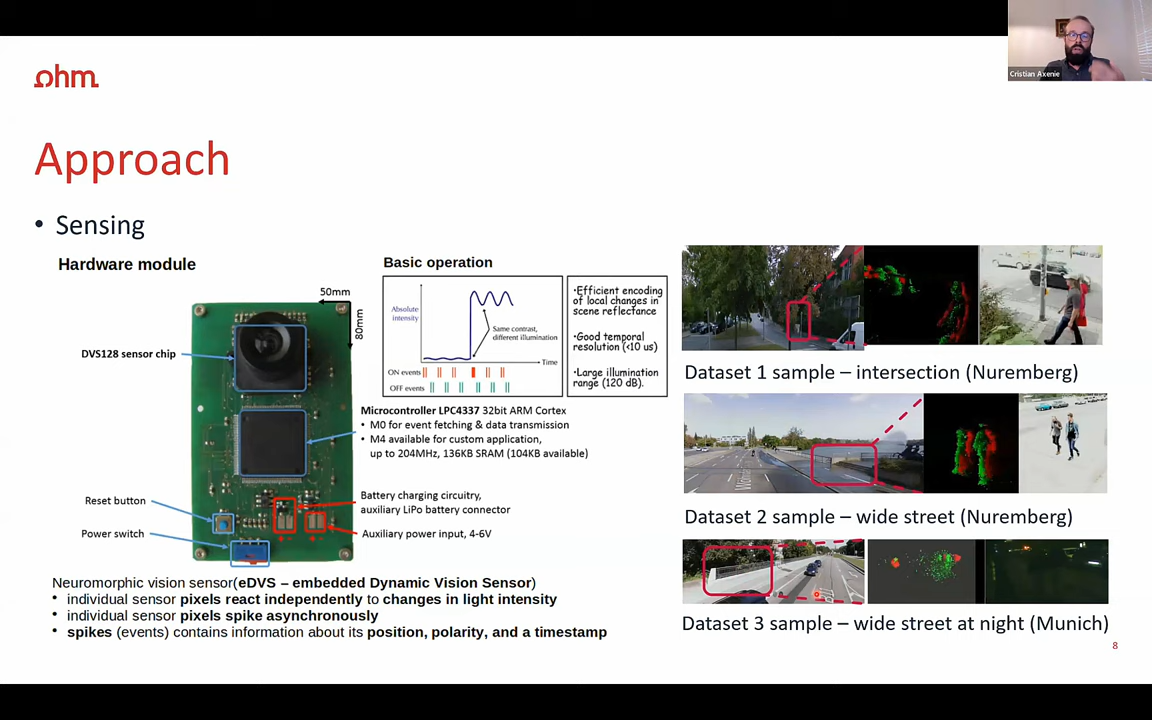 Cristian Axenie
Ωhm
Approach
• Sensing
Hardware module
50mm
80mm
DVS128 sensor chip
Reset button
Power switch
Basic operation
Absolute
intensity
Same contrast,
different illumination
Time
ON events
OFF events
•Efficient encoding
of local changes in
scene reflectance
•Good temporal
resolution (<10 us)
•Large illumination
range (120 dB).
Microcontroller LPC4337 32bit ARM Cortex
• M0 for event fetching & data transmission
• M4 available for custom application,
up to 204MHz, 136KB SRAM (104KB available)
Battery charging circuitry,
auxiliary LiPo battery connector
Auxiliary power input, 4-6V
Neuromorphic vision sensor(eDVS – embedded Dynamic Vision Sensor)
• individual sensor pixels react independently to changes in light intensity
• individual sensor pixels spike asynchronously
• spikes (events) contains information about its position, polarity, and a timestamp
Dataset 1 sample – intersection (Nuremberg)
Dataset 2 sample – wide street (Nuremberg)
Dataset 3 sample – wide street at night (Munich)
8